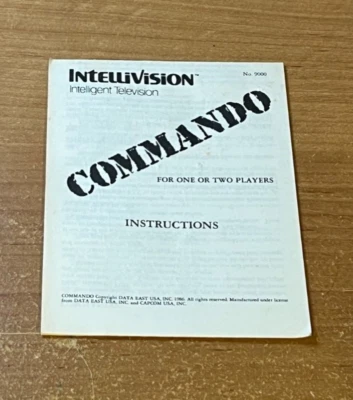 INTELLIVISION™ No. 9000
Intelligent Television
COMMANDO
FOR ONE OR TWO PLAYERS
INSTRUCTIONS
COMMANDO Copyright DATA EAST USA, INC. 1986. All rights reserved. Manufactured under license
from DATA EAST USA, INC. and CAPCOM USA, INC.